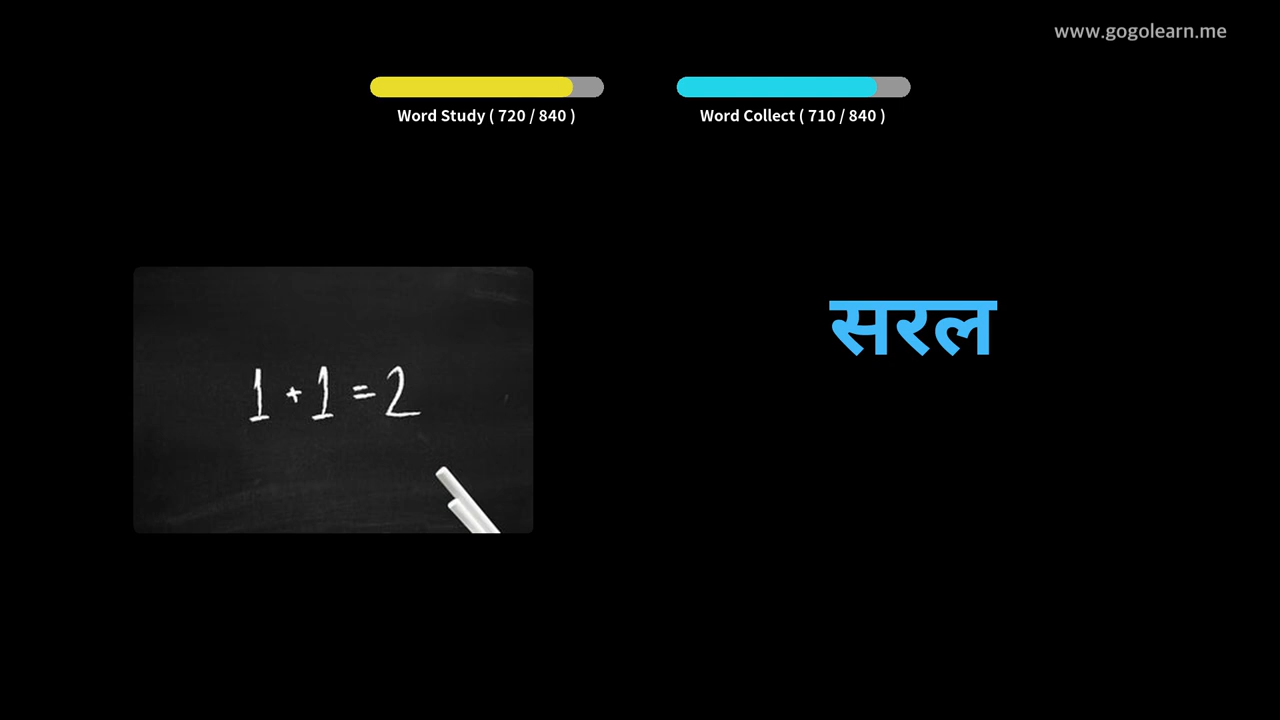 www.gogolearn.me
Word Study ( 720 / 840 )
Word Collect ( 710 / 840 )
सरल
1 + 1 = 2